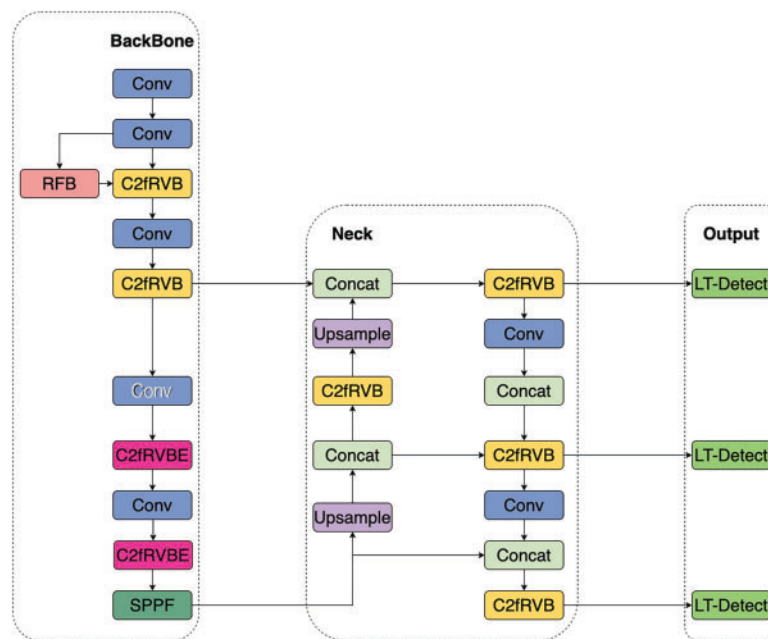 BackBone
Conv
Conv
RFB
C2fRVB
Conv
C2fRVB
Conv
C2fRVBE
Conv
C2fRVBE
SPPF
Neck
Concat
Upsample
C2fRVB
Concat
Upsample
C2fRVB
Conv
Concat
C2fRVB
Conv
Concat
C2fRVB
Output
LT-Detect
LT-Detect
LT-Detect